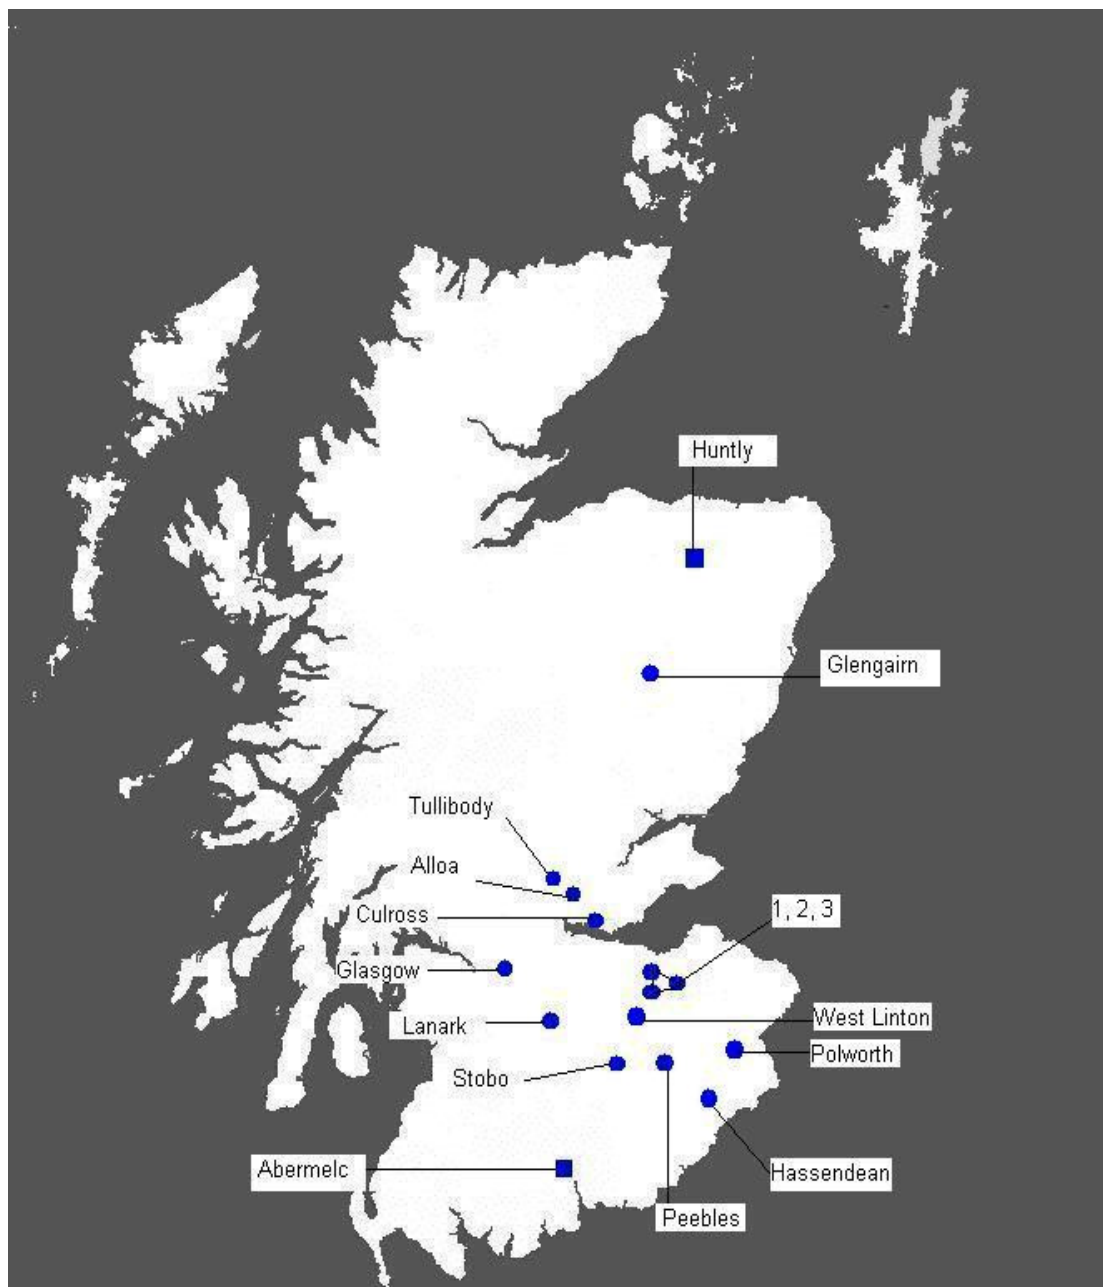 Huntly
Glengairn
Tullibody
Alloa
Culross
1, 2, 3
Glasgow
West Linton
Lanark
Polworth
Stobo
Abermelc
Hassendean
Peebles